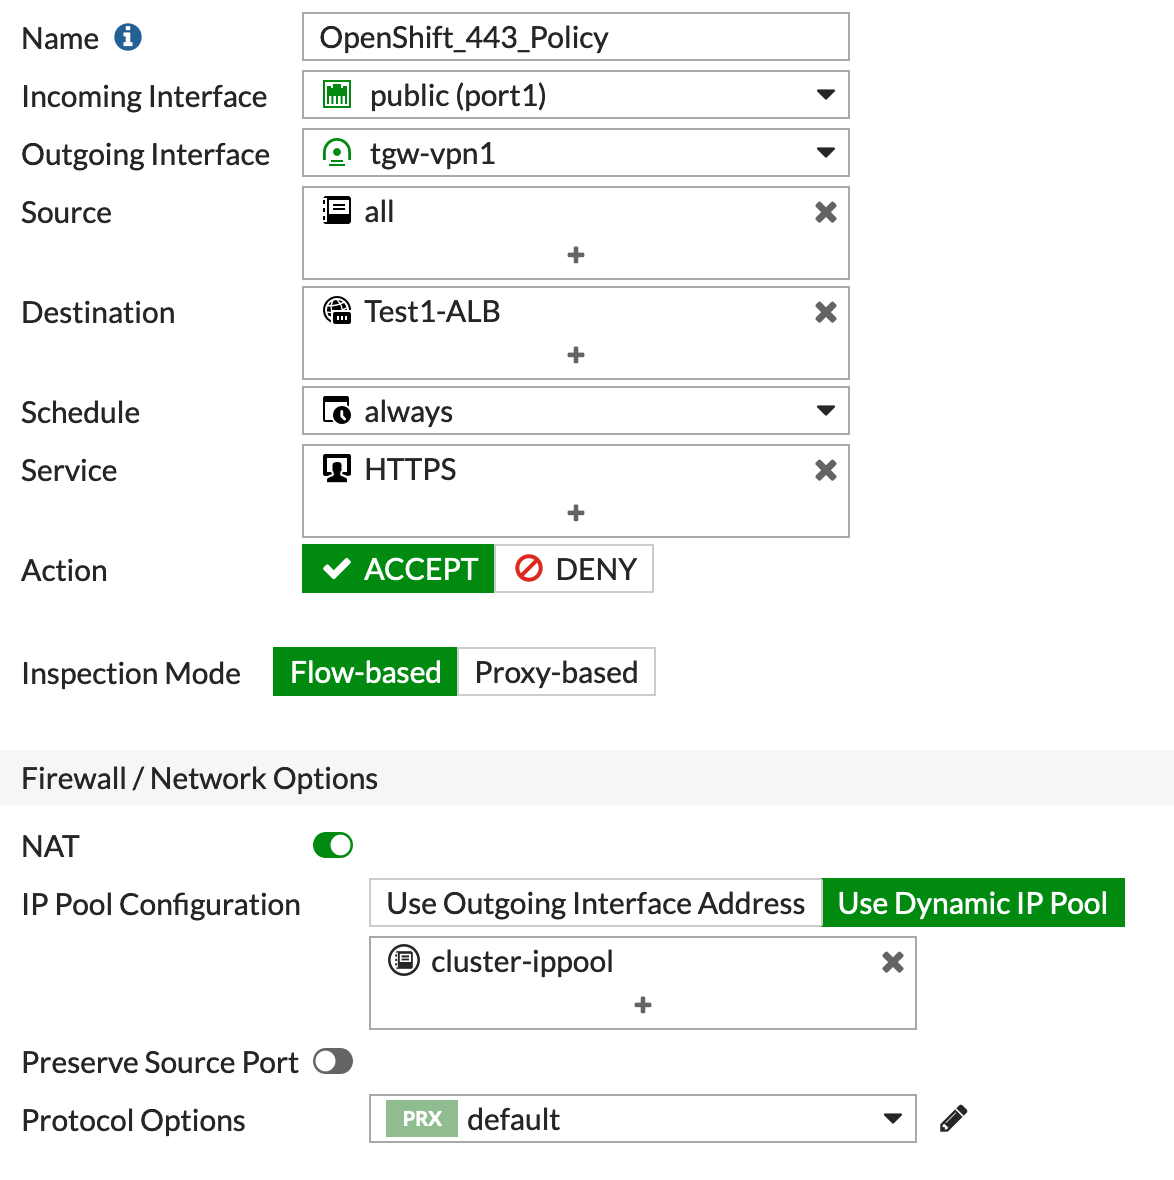 Name OpenShift_443_Policy
Incoming Interface public (port1)
Outgoing Interface tgw-vpn1
Source all
Destination Test1-ALB
Schedule always
Service HTTPS
Action ACCEPT DENY
Inspection Mode Flow-based Proxy-based
Firewall / Network Options
NAT
IP Pool Configuration Use Outgoing Interface Address Use Dynamic IP Pool
cluster-ippool
Preserve Source Port
Protocol Options PRX default